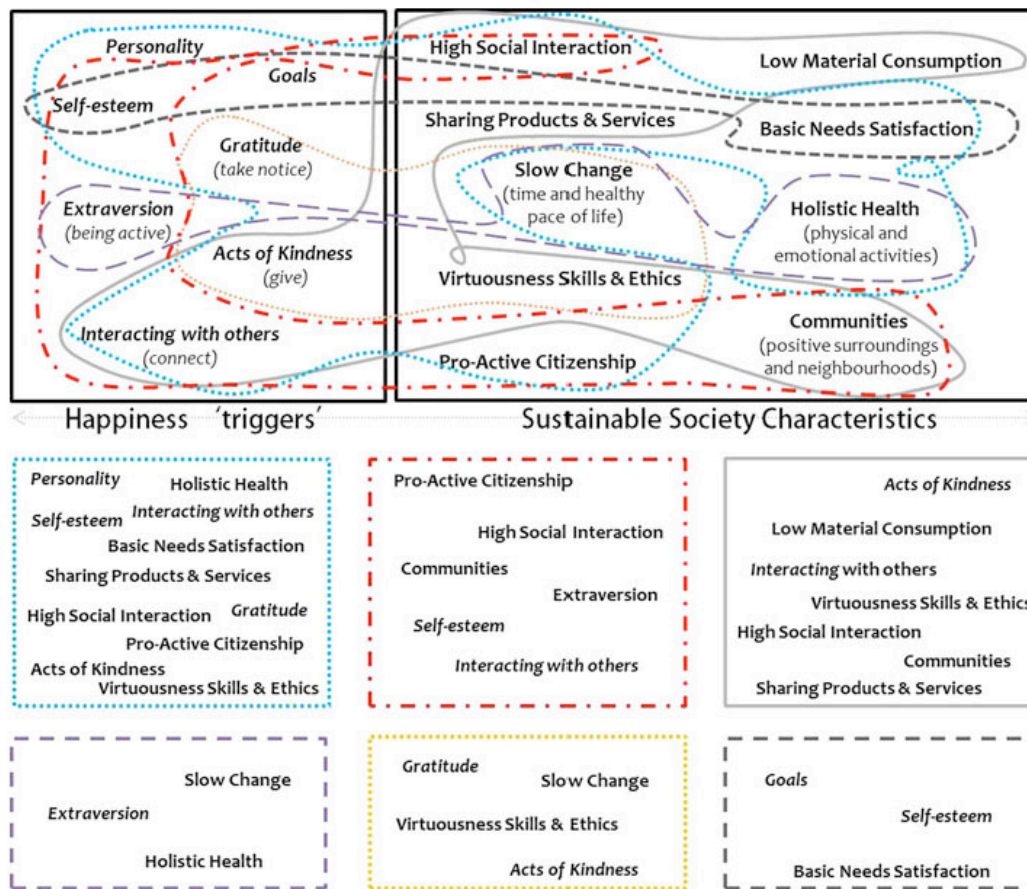 Personality
Goals
Self-esteem
Gratitude
(take notice)
Extraversion
(being active)
Acts of Kindness
(give)
Interacting with others
(connect)
High Social Interaction
Low Material Consumption
Sharing Products & Services
Basic Needs Satisfaction
Slow Change
(time and healthy
pace of life)
Holistic Health
(physical and
emotional activities)
Virtuousness Skills & Ethics
Communities
(positive surroundings
and neighbourhoods)
Pro-Active Citizenship
Happiness 'triggers'
Sustainable Society Characteristics
Personality
Holistic Health
Self-esteem
Interacting with others
Basic Needs Satisfaction
Sharing Products & Services
High Social Interaction
Gratitude
Pro-Active Citizenship
Acts of Kindness
Virtuousness Skills & Ethics
Pro-Active Citizenship
High Social Interaction
Communities
Extraversion
Self-esteem
Interacting with others
Acts of Kindness
Low Material Consumption
Interacting with others
Virtuousness Skills & Ethics
High Social Interaction
Communities
Sharing Products & Services
Slow Change
Extraversion
Holistic Health
Gratitude
Slow Change
Virtuousness Skills & Ethics
Acts of Kindness
Goals
Self-esteem
Basic Needs Satisfaction